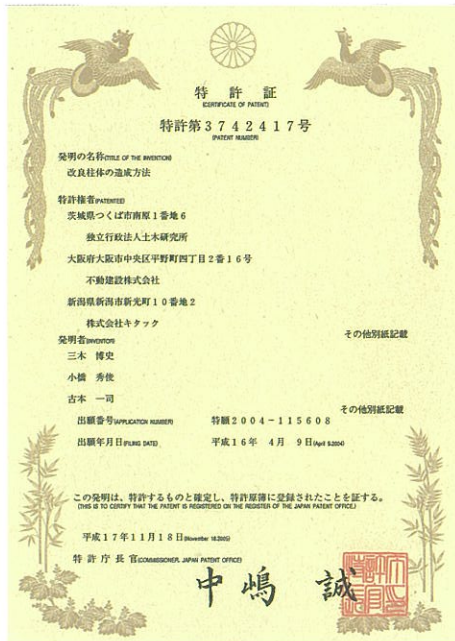 特許証
(CERTIFICATE OF PATENT)
特許第3742417号
(PATENT NUMBER)
発明の名称(TITLE OF THE INVENTION)
改良柱体の造成方法
特許権者(PATENTEE)
茨城県つくば市南原1番地6
独立行政法人土木研究所
大阪府大阪市中央区平野町四丁目2番16号
不動建設株式会社
新潟県新潟市新光町10番地2
株式会社キタック
その他別紙記載
発明者(INVENTOR)
三木 博史
小橋 秀俊
古本 一司
その他別紙記載
出願番号(APPLICATION NUMBER) 特願2004-115608
出願年月日(FILING DATE) 平成16年 4月 9日(April 9,2004)
この発明は、特許するものと確定し、特許原簿に登録されたことを証する。
(THIS IS TO CERTIFY THAT THE PATENT IS REGISTERED ON THE REGISTER OF THE JAPAN PATENT OFFICE.)
平成17年11月18日(November 18,2005)
特許庁長官(COMMISSIONER, JAPAN PATENT OFFICE)
中嶋 誠